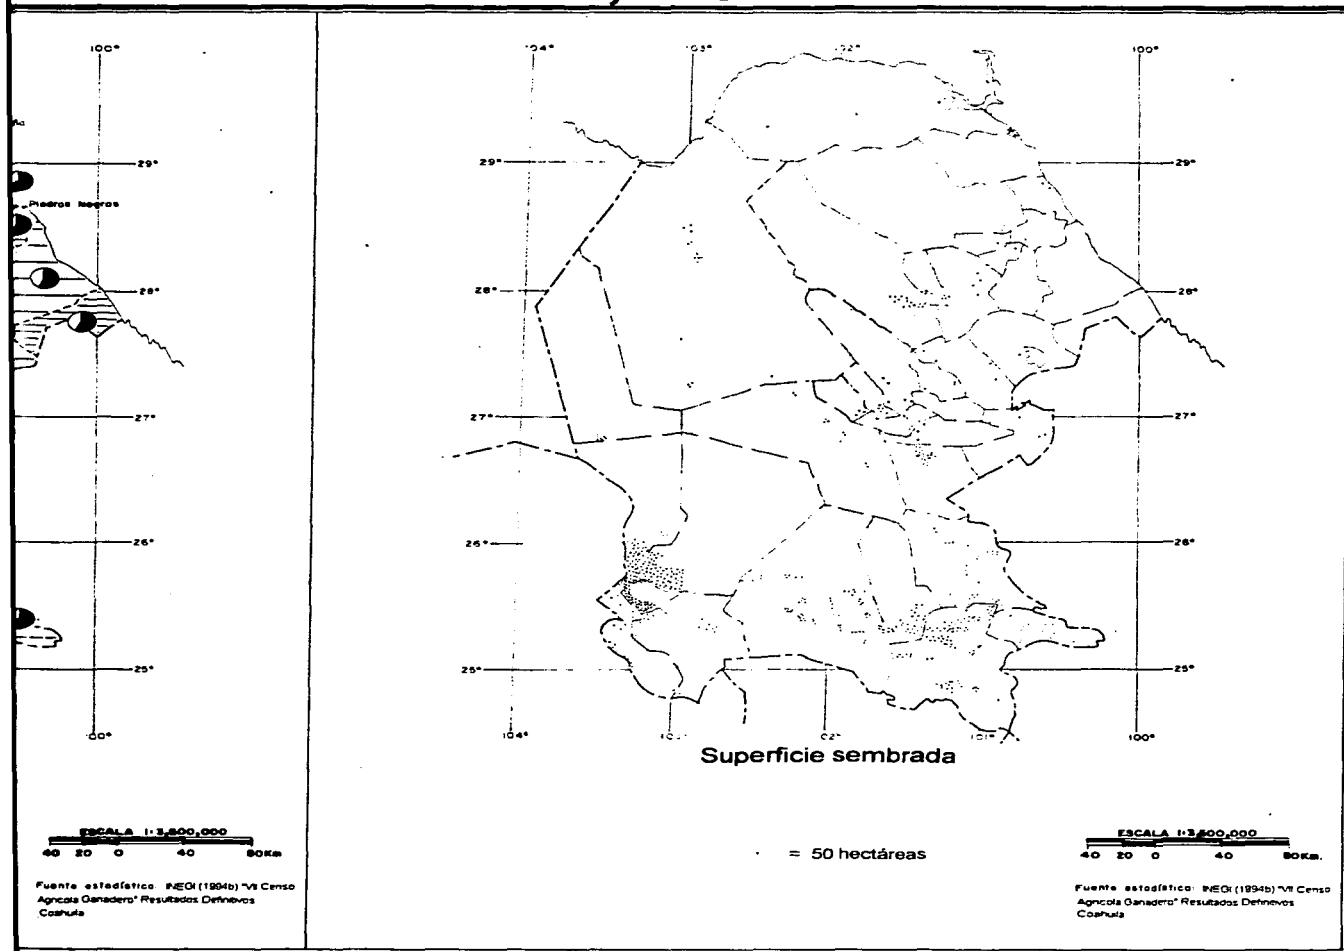 100°
29°
Piedras Negras
28°
27°
26°
25°
100°
ESCALA 1:3,600,000
40 20 0 40 80Km
Fuente estadística: INEGI (1994b) "VII Censo
Agrícola Ganadero" Resultados Definitivos
Coahuila
104° 103° 102° 100°
29° 29°
28° 28°
27° 27°
26° 26°
25° 25°
104° 103° 102° 101° 100°
Superficie sembrada
. = 50 hectáreas
ESCALA 1:3,600,000
40 20 0 40 80Km.
Fuente estadística: INEGI (1994b) "VII Censo
Agrícola Ganadero" Resultados Definitivos
Coahuila